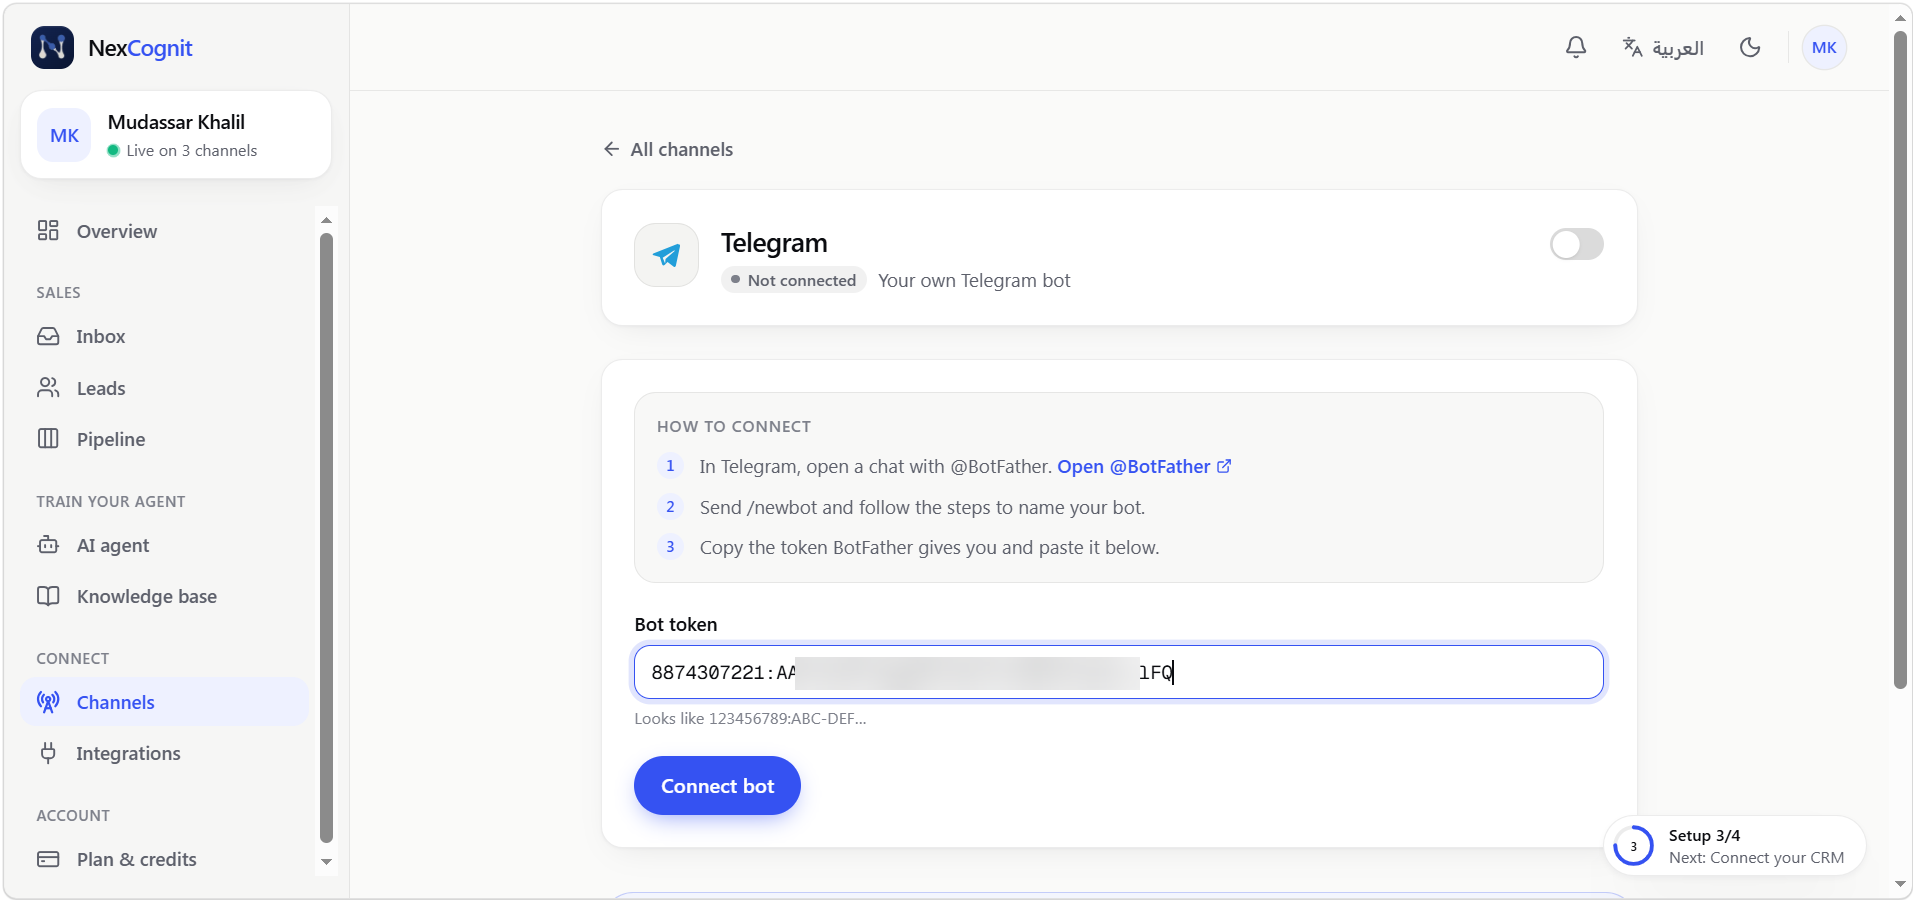 NexCognit
العربية
MK
MK
Mudassar Khalil
Live on 3 channels
Overview
SALES
Inbox
Leads
Pipeline
TRAIN YOUR AGENT
AI agent
Knowledge base
CONNECT
Channels
Integrations
ACCOUNT
Plan & credits
All channels
Telegram
Not connected
Your own Telegram bot
HOW TO CONNECT
1 In Telegram, open a chat with @BotFather. Open @BotFather
2 Send /newbot and follow the steps to name your bot.
3 Copy the token BotFather gives you and paste it below.
Bot token
8874307221:AA lFQ
Looks like 123456789:ABC-DEF...
Connect bot
3
Setup 3/4
Next: Connect your CRM